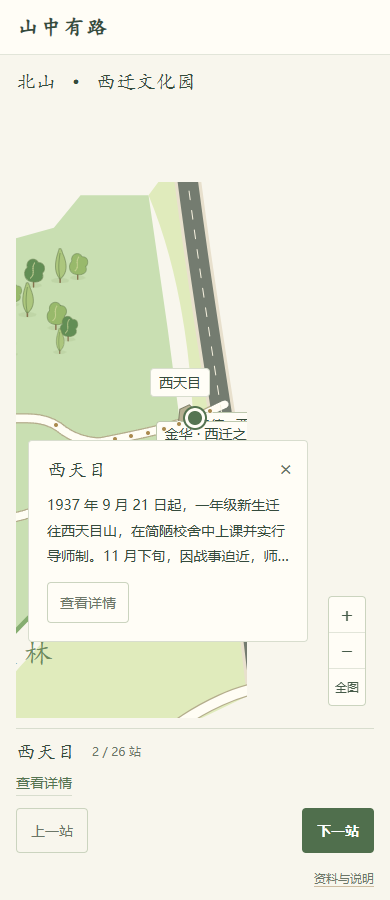 山中有路
北山 • 西迁文化园
西天目
金华 · 西迁之
西天目 ×
1937 年 9 月 21 日起，一年级新生迁
往西天目山，在简陋校舍中上课并实行
导师制。11 月下旬，因战事迫近，师...
查看详情
林
+
−
全图
西天目 2 / 26 站
查看详情
上一站 下一站
资料与说明